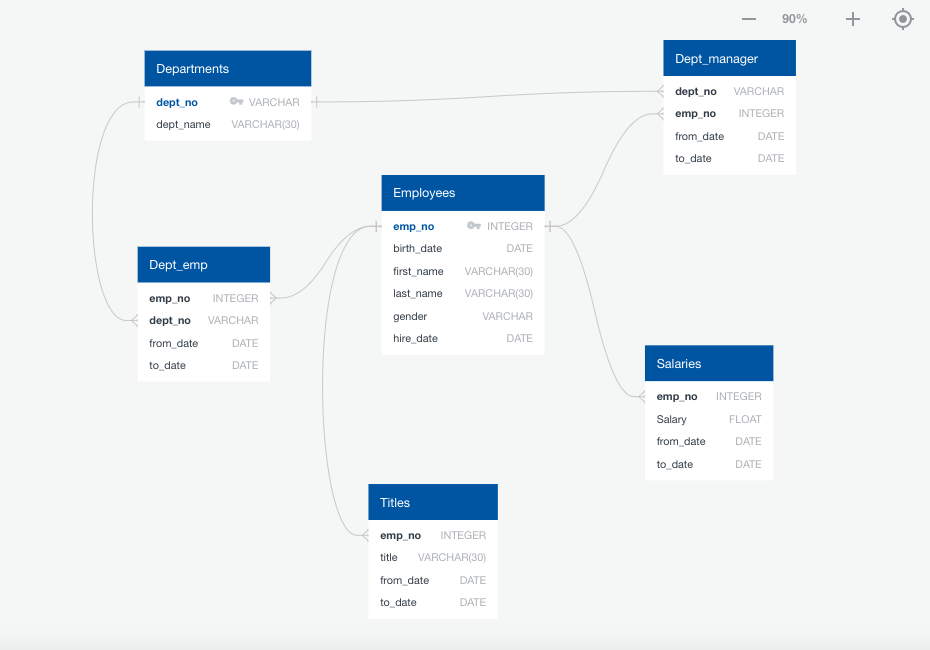 90%
Departments
dept_no VARCHAR
dept_name VARCHAR(30)
Dept_manager
dept_no VARCHAR
emp_no INTEGER
from_date DATE
to_date DATE
Employees
emp_no INTEGER
birth_date DATE
first_name VARCHAR(30)
last_name VARCHAR(30)
gender VARCHAR
hire_date DATE
Dept_emp
emp_no INTEGER
dept_no VARCHAR
from_date DATE
to_date DATE
Salaries
emp_no INTEGER
Salary FLOAT
from_date DATE
to_date DATE
Titles
emp_no INTEGER
title VARCHAR(30)
from_date DATE
to_date DATE